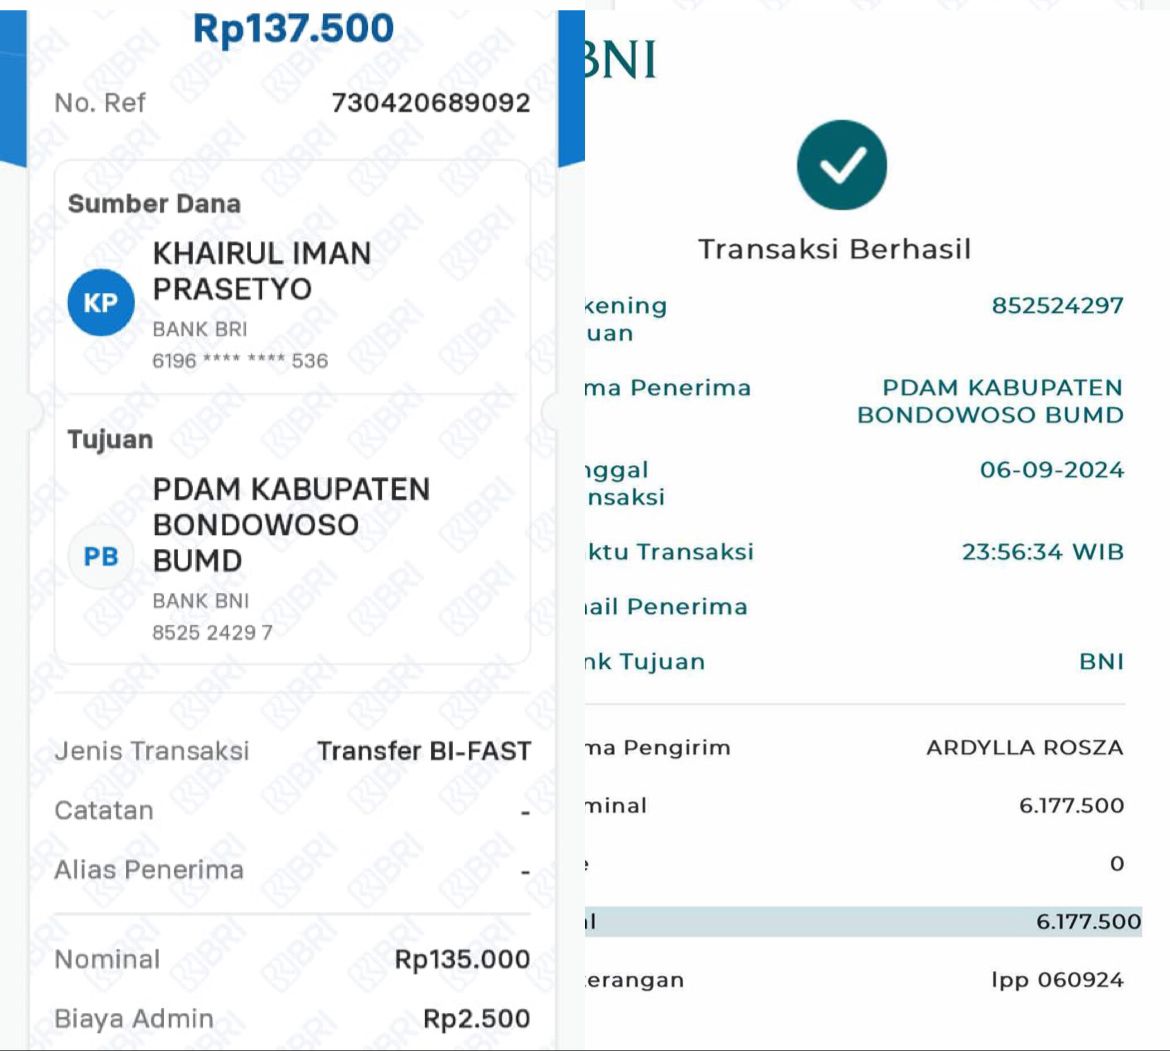 Rp137.500
No. Ref 730420689092
Sumber Dana
KP
KHAIRUL IMAN
PRASETYO
BANK BRI
6196 **** **** 536
Tujuan
PB
PDAM KABUPATEN
BONDOWOSO
BUMD
BANK BNI
8525 2429 7
Jenis Transaksi Transfer BI-FAST
Catatan -
Alias Penerima -
Nominal Rp135.000
Biaya Admin Rp2.500
BNI
Transaksi Berhasil
kening 852524297
uan
ma Penerima PDAM KABUPATEN
BONDOWOSO BUMD
nggal 06-09-2024
nsaksi
ktu Transaksi 23:56:34 WIB
ail Penerima
nk Tujuan BNI
ma Pengirim ARDYLLA ROSZA
minal 6.177.500
0
l 6.177.500
erangan lpp 060924